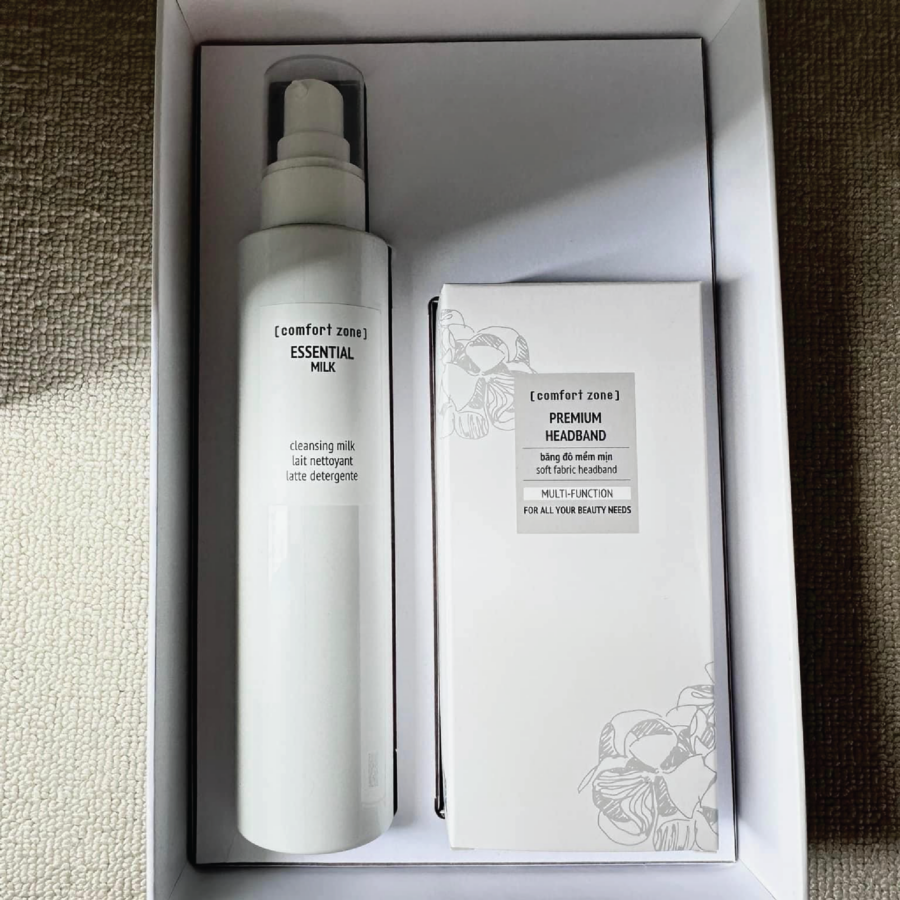 [comfort zone]
ESSENTIAL
MILK
cleansing milk
lait nettoyant
latte detergente
[comfort zone]
PREMIUM
HEADBAND
băng đô mềm mịn
soft fabric headband
MULTI-FUNCTION
FOR ALL YOUR BEAUTY NEEDS